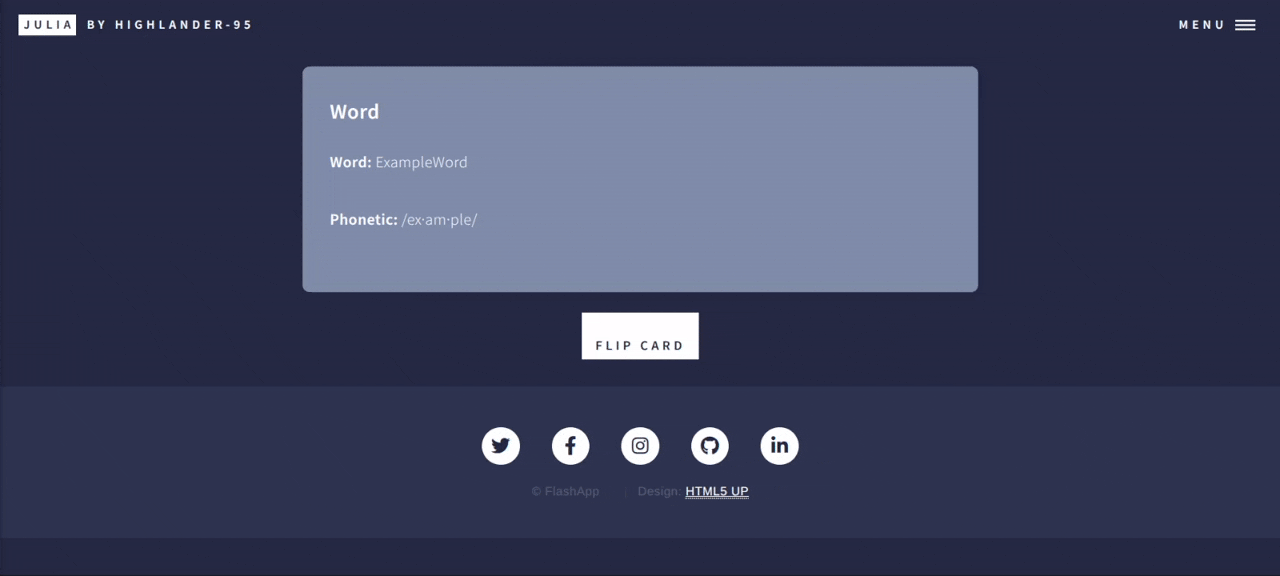 JULIA BY HIGHLANDER-95
MENU
Word
Word: ExampleWord
Phonetic: /ex·am·ple/
FLIP CARD
© FlashApp Design: HTML5 UP